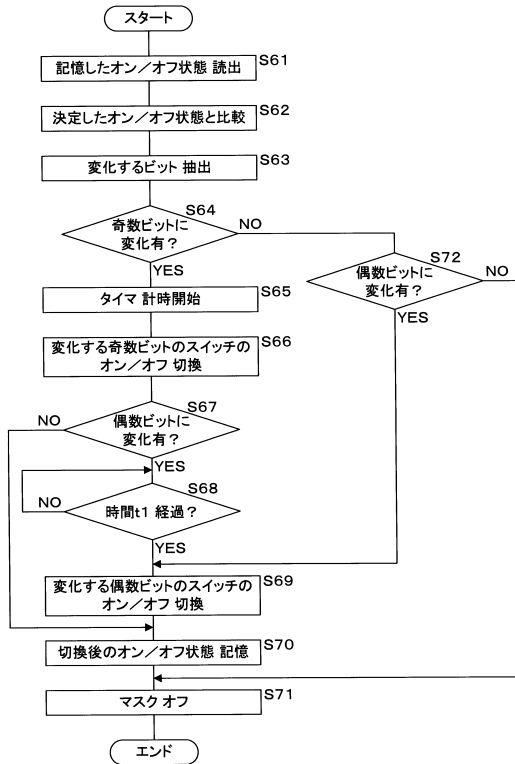 スタート
記憶したオン／オフ状態 読出
S61
決定したオン／オフ状態と比較
S62
変化するビット 抽出
S63
S64
奇数ビットに
変化有？
NO
YES
S72
偶数ビットに
変化有？
NO
YES
タイマ 計時開始
S65
変化する奇数ビットのスイッチの
オン／オフ 切換
S66
S67
偶数ビットに
変化有？
NO
YES
S68
時間t1 経過？
NO
YES
変化する偶数ビットのスイッチの
オン／オフ 切換
S69
切換後のオン／オフ状態 記憶
S70
マスク オフ
S71
エンド